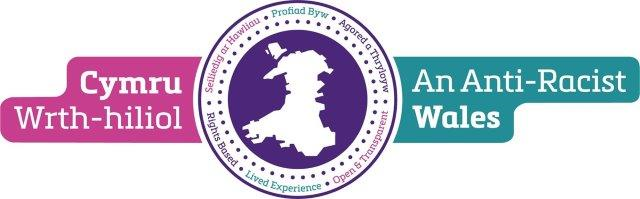 Cymru
Wrth-hiliol
Seiliedig ar Hawliau • Profiad Byw • Agored a Thryloyw
Rights Based • Lived Experience • Open & Transparent
An Anti-Racist
Wales